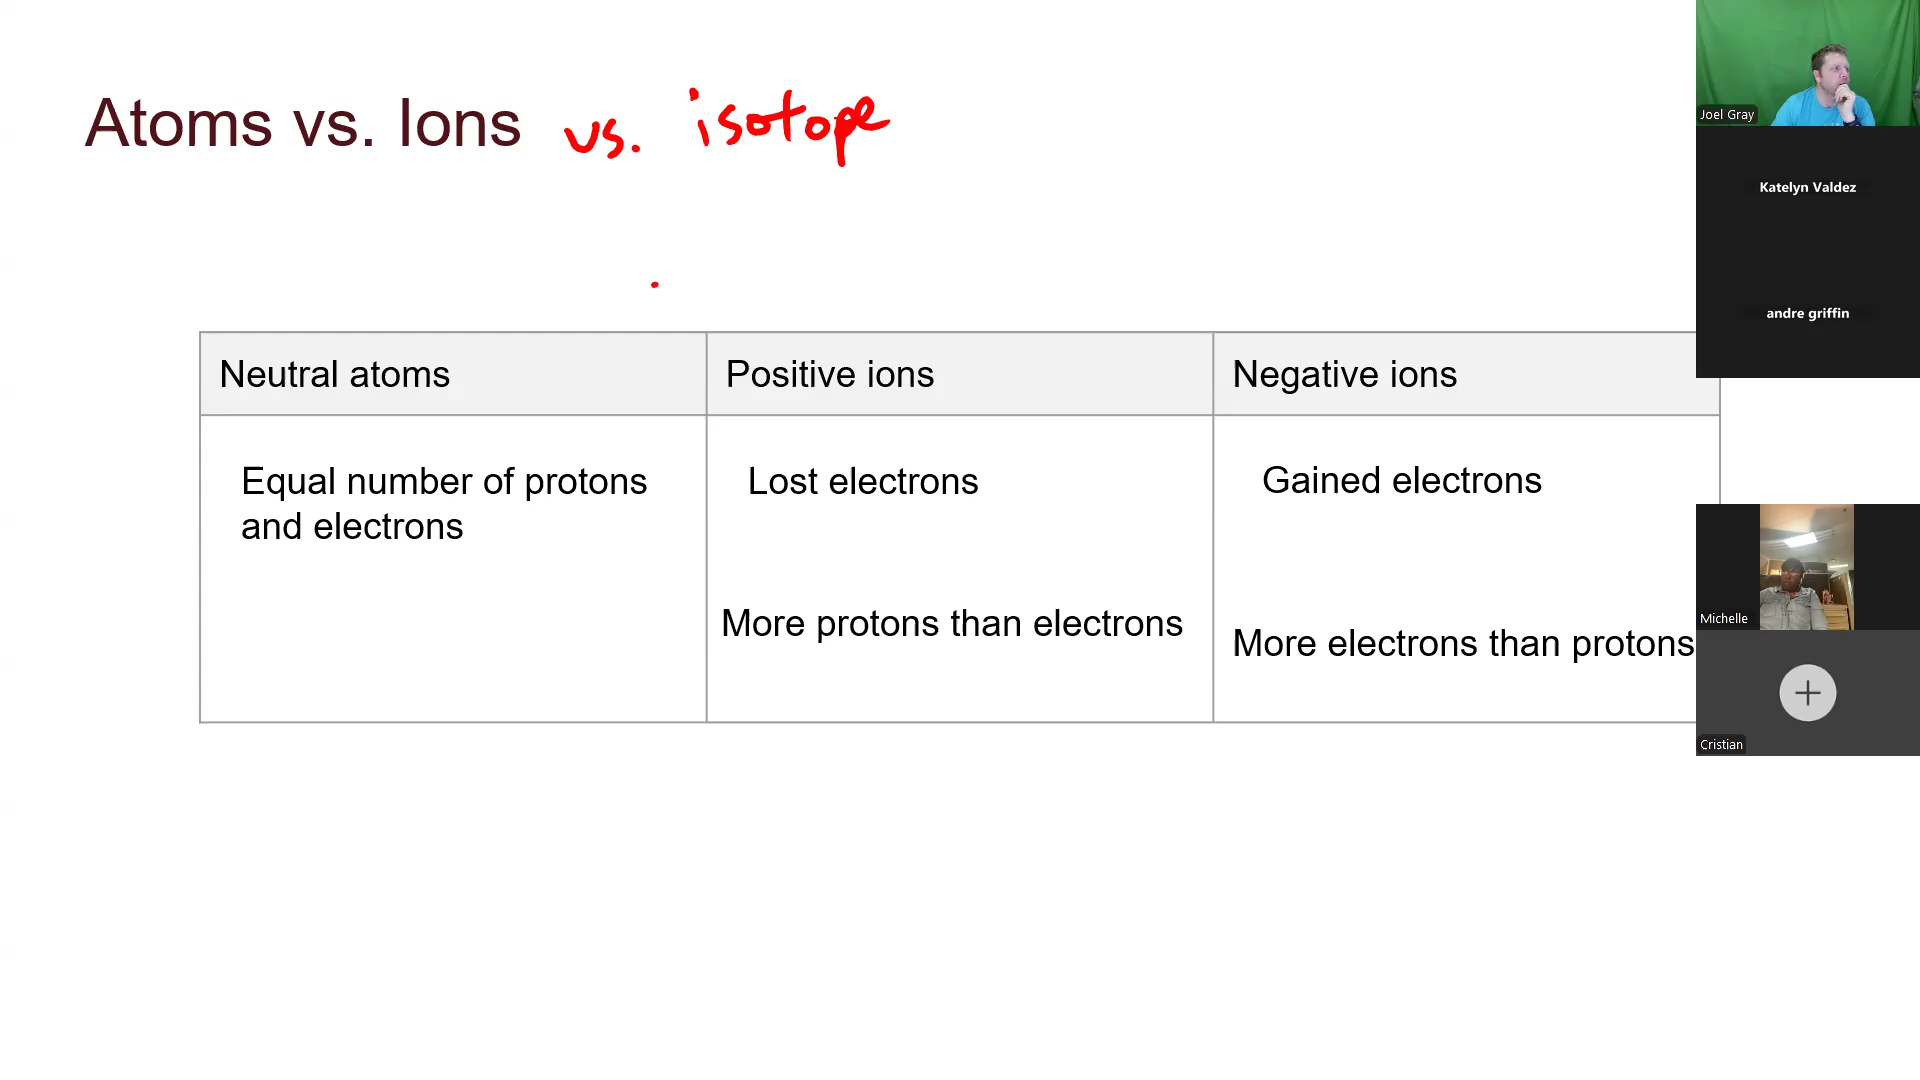 Atoms vs. Ions vs. isotope
Neutral atoms
Positive ions
Negative ions
Equal number of protons
and electrons
Lost electrons
More protons than electrons
Gained electrons
More electrons than protons
Joel Gray
Katelyn Valdez
andre griffin
Michelle
Cristian